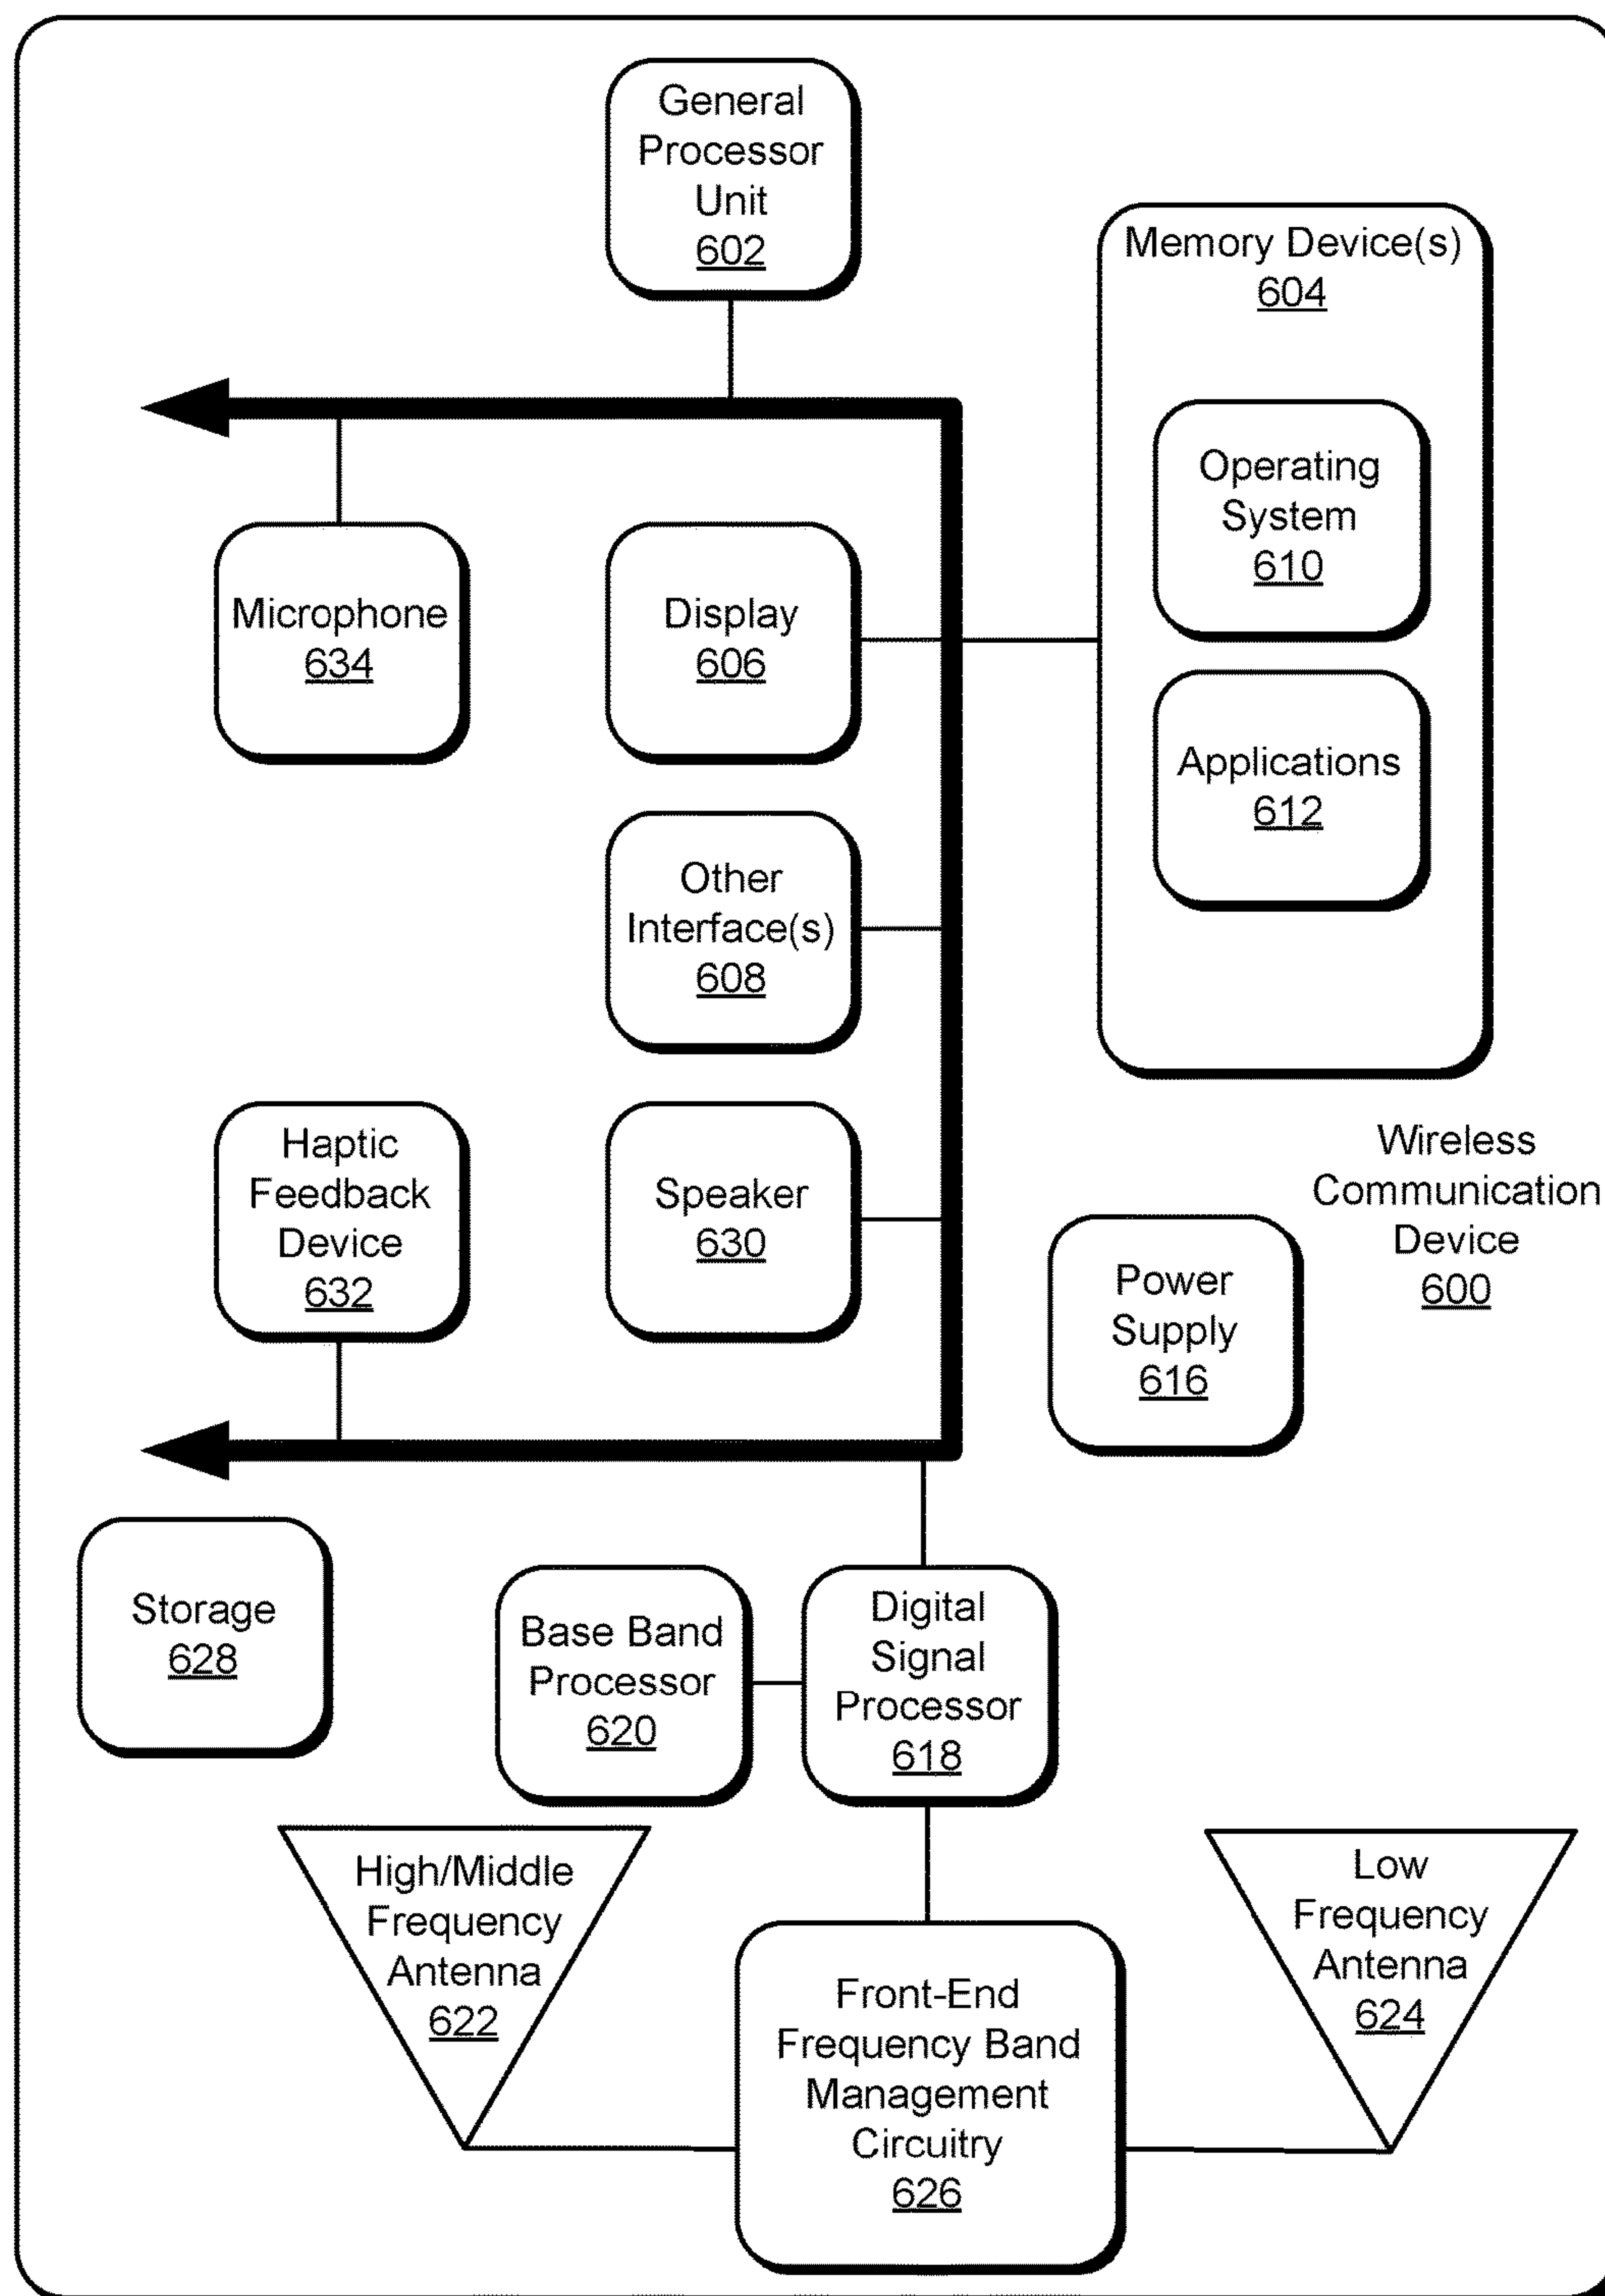 General
Processor
Unit
602
Memory Device(s)
604
Operating
System
610
Microphone
634
Display
606
Applications
612
Other
Interface(s)
608
Haptic
Feedback
Device
632
Speaker
630
Wireless
Communication
Device
600
Power
Supply
616
Storage
628
Base Band
Processor
620
Digital
Signal
Processor
618
High/Middle
Frequency
Antenna
622
Low
Frequency
Antenna
624
Front-End
Frequency Band
Management
Circuitry
626